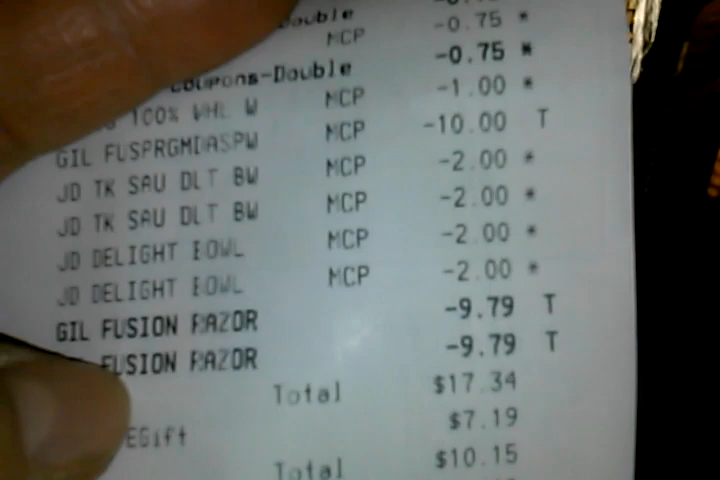 Double
MCP -0.75 *
Coupons-Double -0.75 *
100% WHL W MCP -1.00 *
GIL FUSPRGMDASPW MCP -10.00 T
JD TK SAU DLT BW MCP -2.00 *
JD TK SAU DLT BW MCP -2.00 *
JD DELIGHT BOWL MCP -2.00 *
JD DELIGHT BOWL MCP -2.00 *
GIL FUSION RAZOR -9.79 T
FUSION RAZOR -9.79 T
Total $17.34
EGift $7.19
Total $10.15